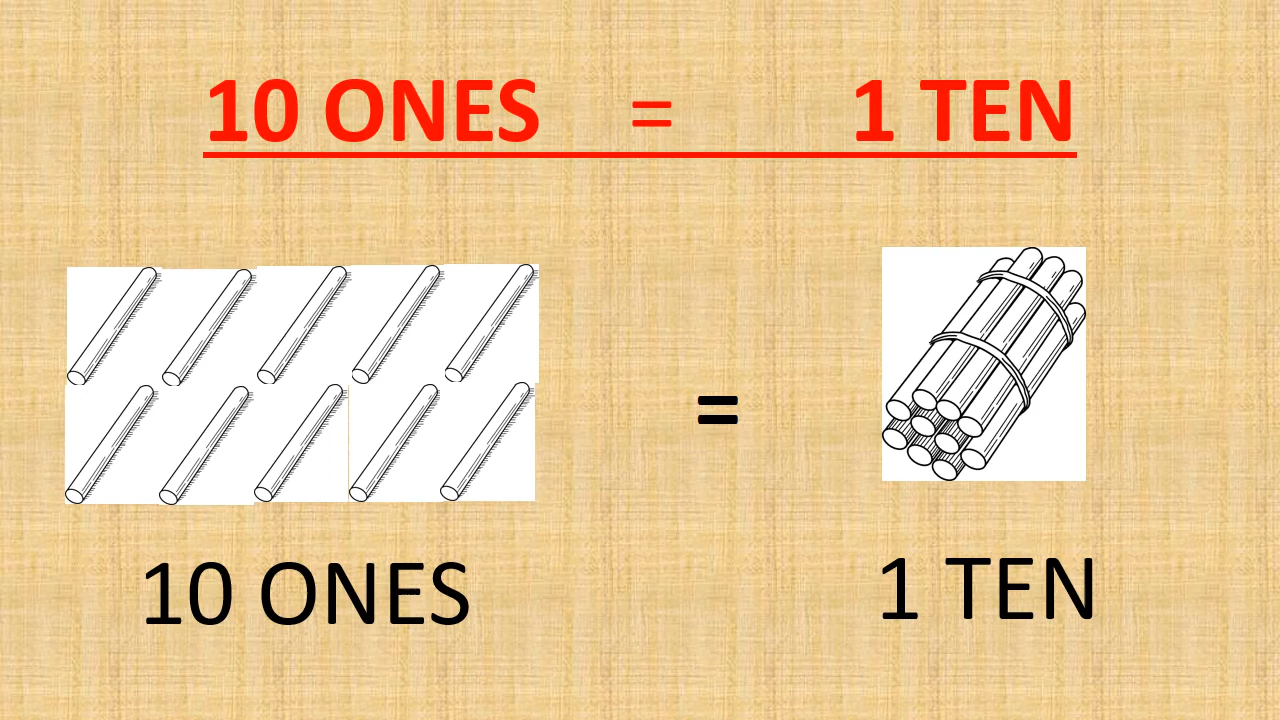 10 ONES = 1 TEN
=
10 ONES 1 TEN